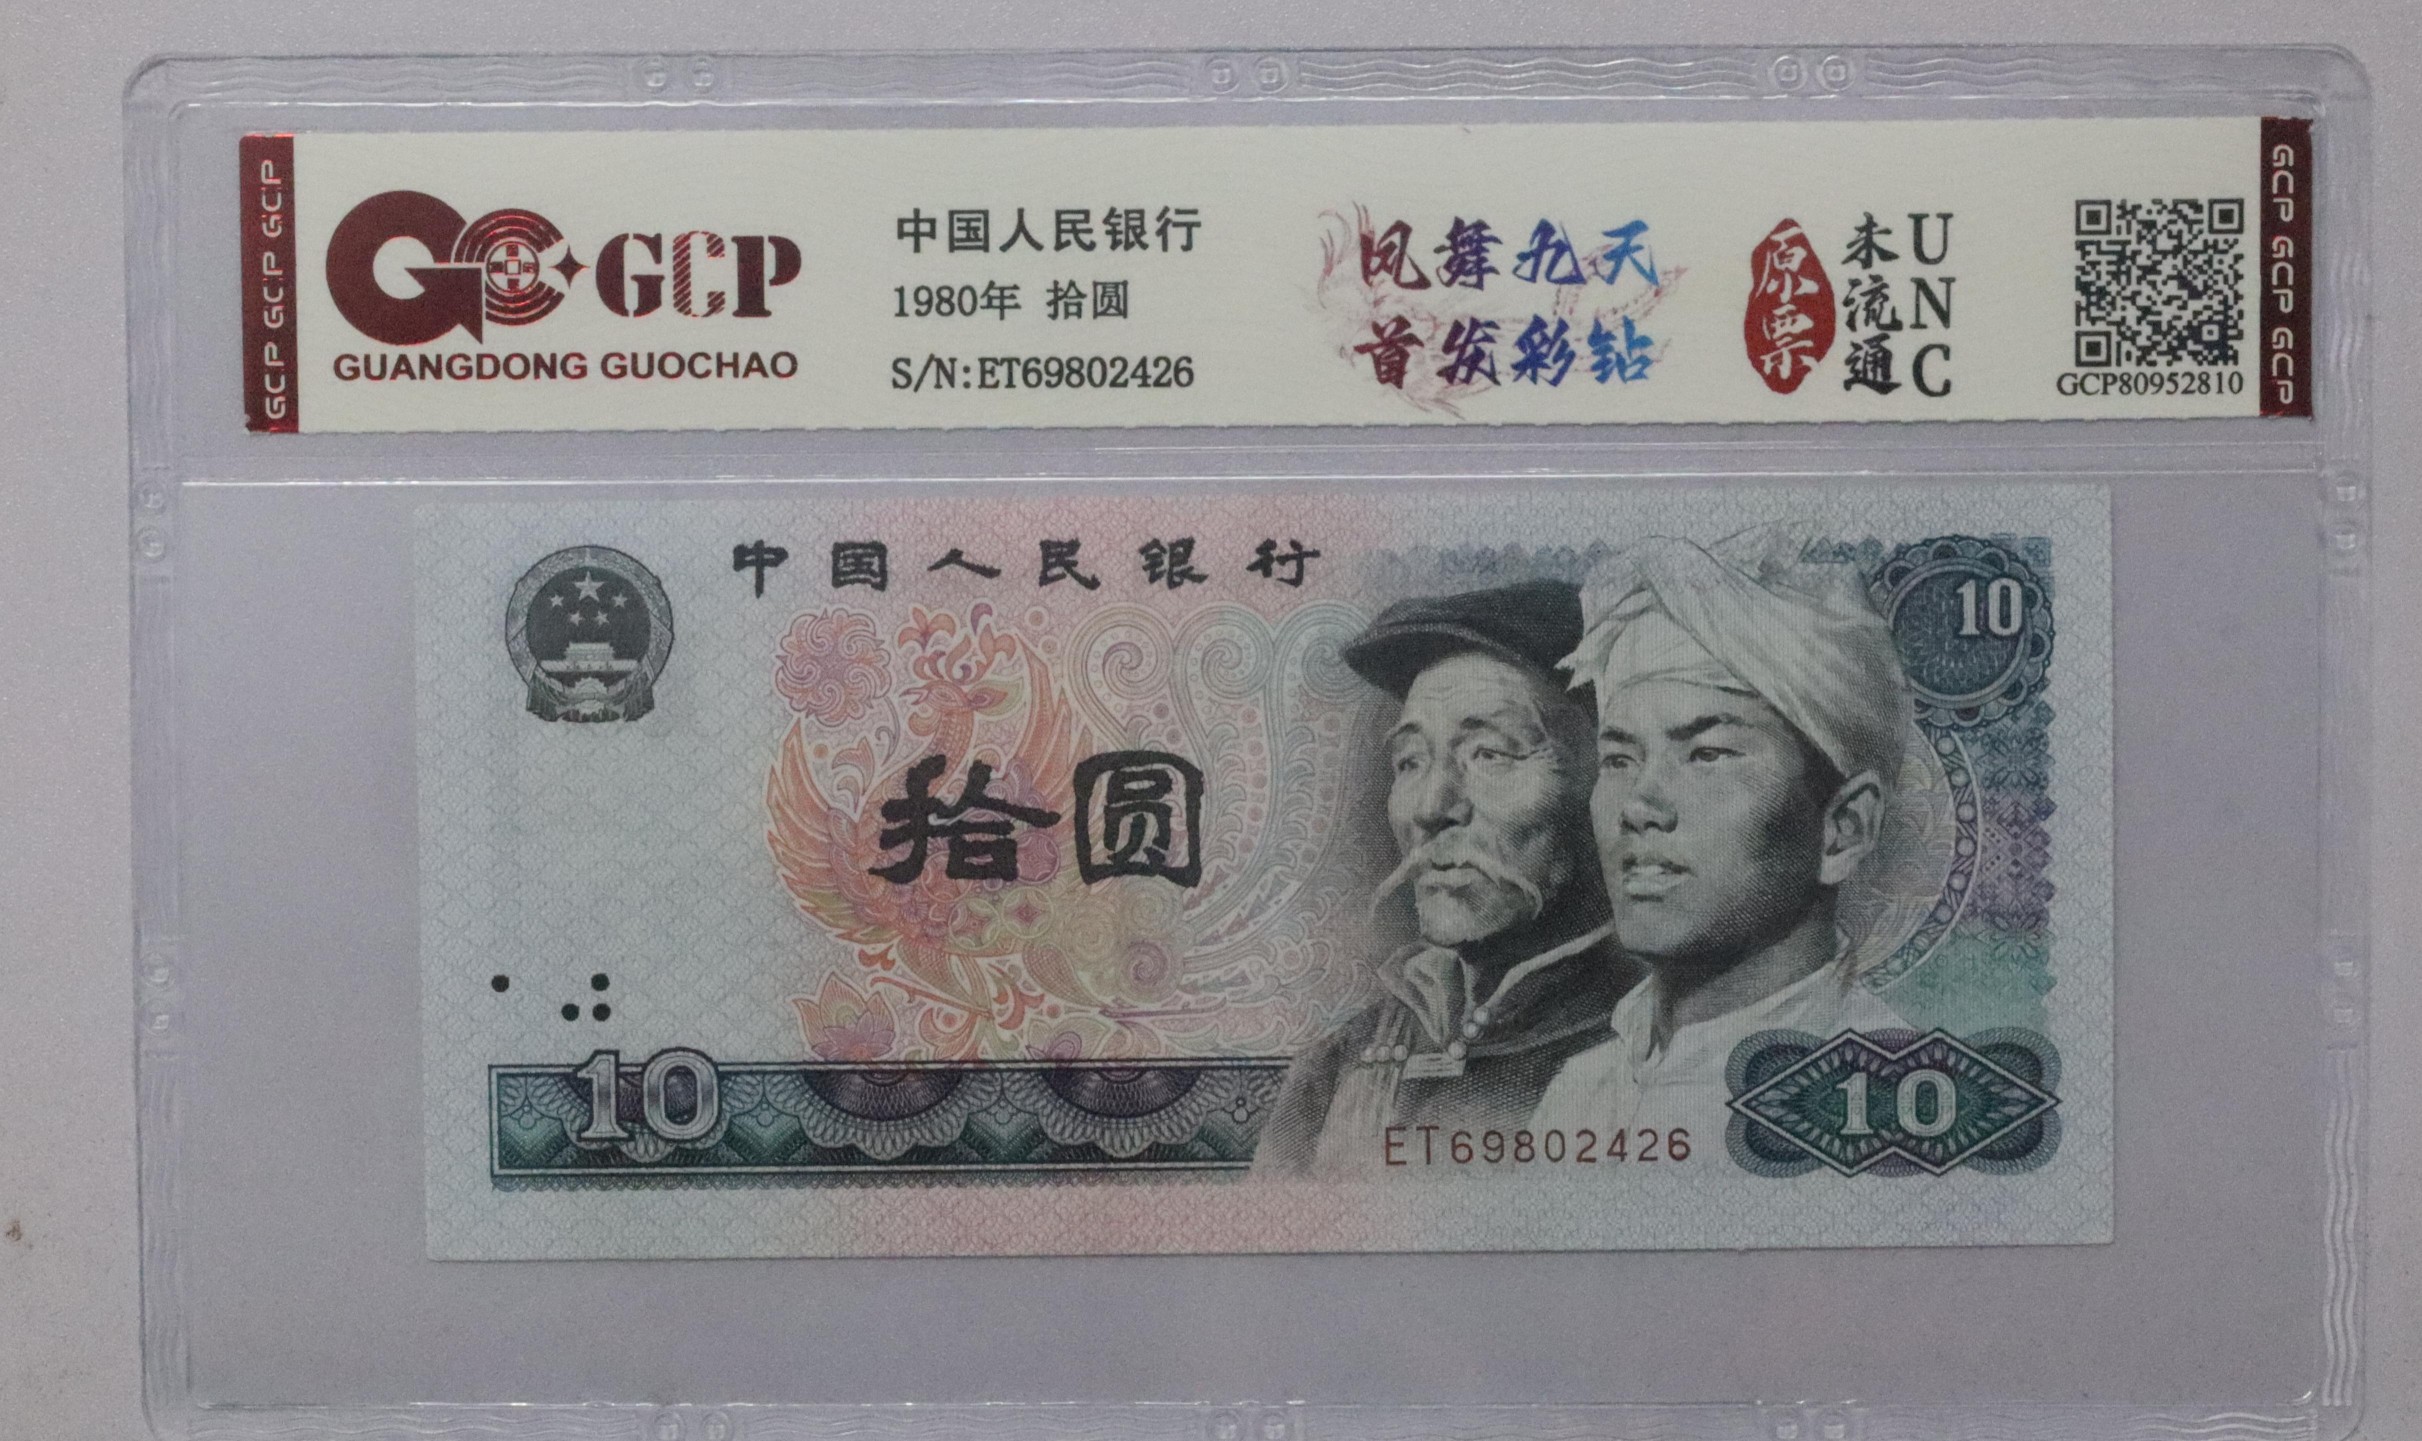 GCP GCP GCP
GCP
GUANGDONG GUOCHAO
中国人民银行
1980年 拾圆
S/N:ET69802426
凤舞九天
首发彩钻
原票
未流通
UNC
GCP80952810
GCP GCP GCP
中国人民银行
10
拾圆
10
ET69802426
10